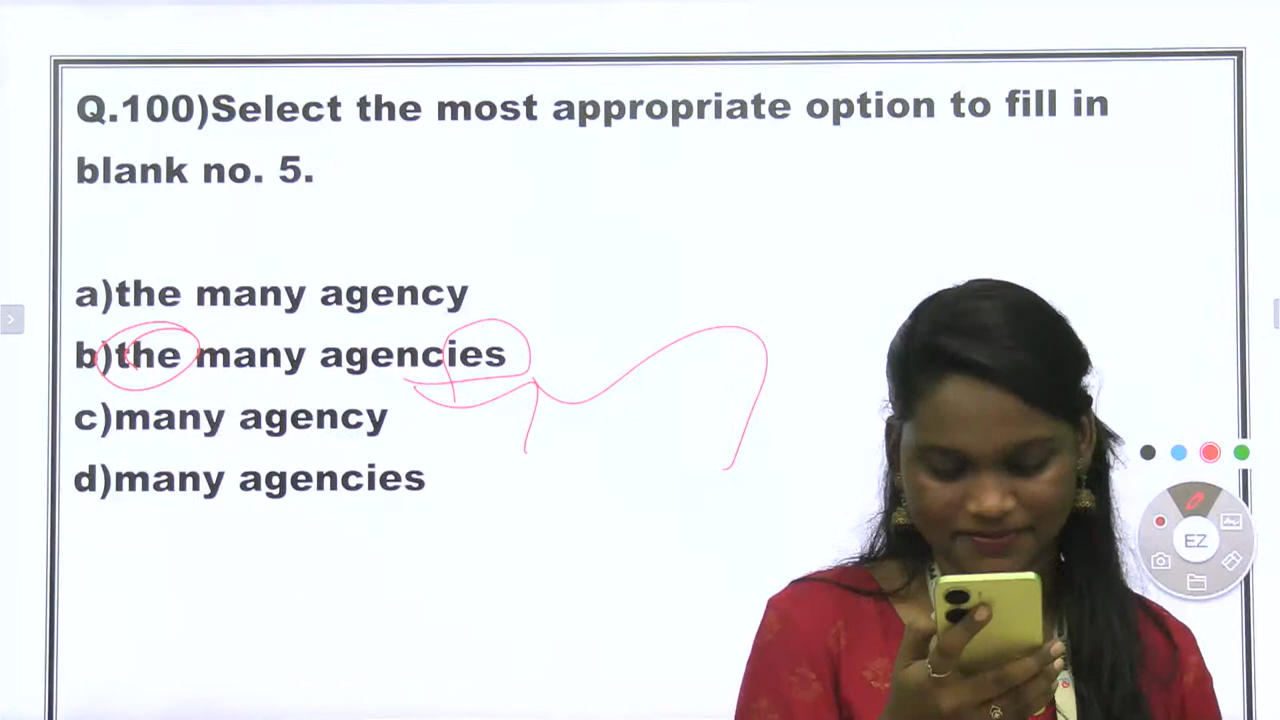 Q.100)Select the most appropriate option to fill in
blank no. 5.
a)the many agency
b)the many agencies
c)many agency
d)many agencies
EZ